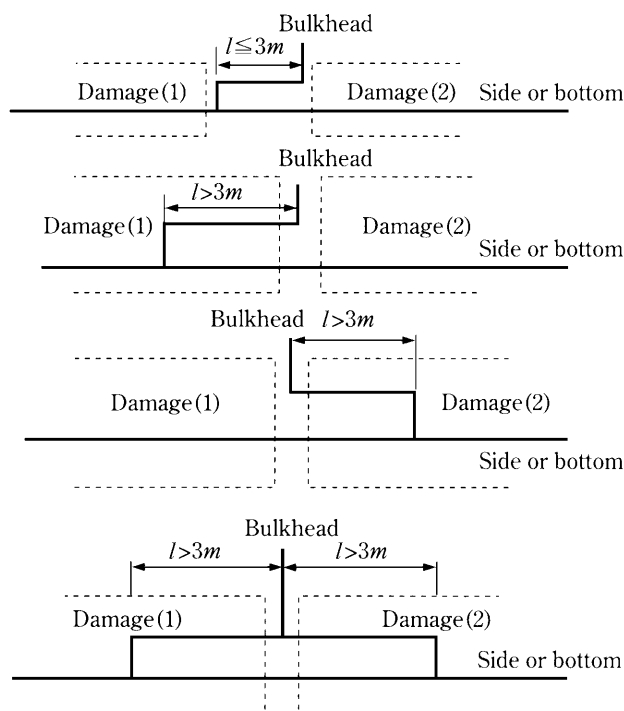 Bulkhead
l≦3m
Damage(1)
Damage(2)
Side or bottom
Bulkhead
l>3m
Damage(1)
Damage(2)
Side or bottom
Bulkhead
l>3m
Damage(1)
Damage(2)
Side or bottom
Bulkhead
l>3m
l>3m
Damage(1)
Damage(2)
Side or bottom